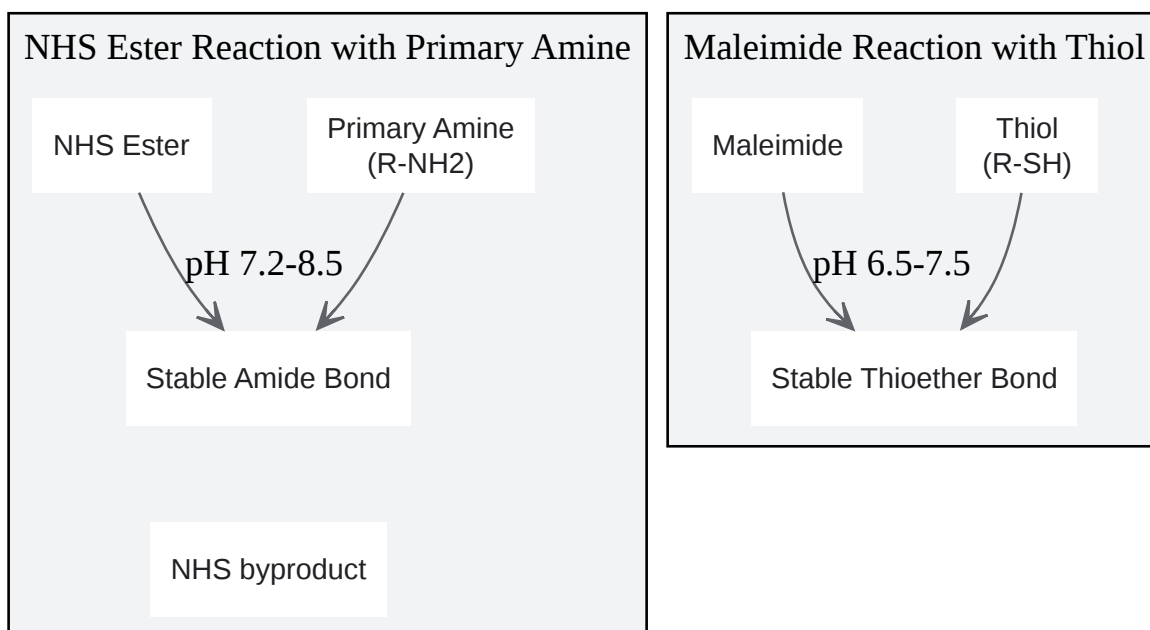 NHS Ester Reaction with Primary Amine
NHS Ester
Primary Amine
(R-NH2)
pH 7.2-8.5
Stable Amide Bond
NHS byproduct
Maleimide Reaction with Thiol
Maleimide
Thiol
(R-SH)
pH 6.5-7.5
Stable Thioether Bond